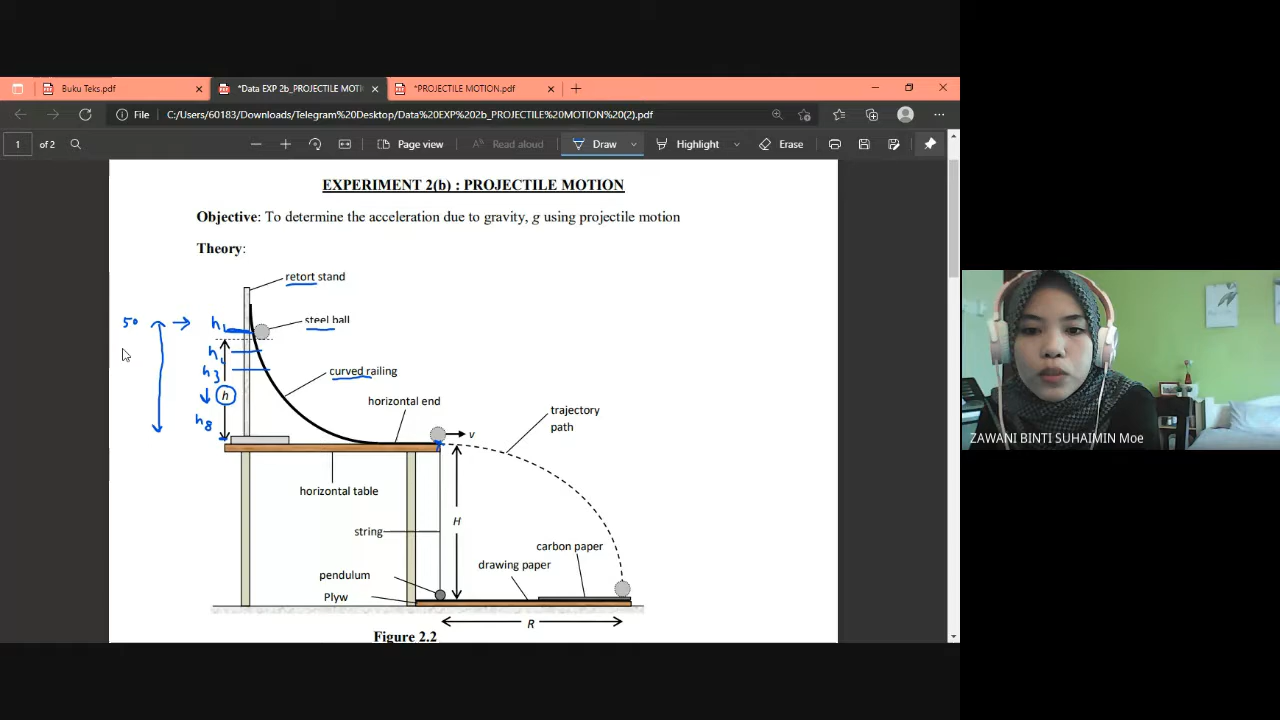 Buku Teks.pdf
*Data EXP 2b_PROJECTILE MOTI
*PROJECTILE MOTION.pdf
File
C:/Users/60183/Downloads/Telegram%20Desktop/Data%20EXP%202b_PROJECTILE%20MOTION%20(2).pdf
1
of 2
Page view
Read aloud
Draw
Highlight
Erase
EXPERIMENT 2(b) : PROJECTILE MOTION
Objective: To determine the acceleration due to gravity, g using projectile motion
Theory:
retort stand
steel ball
50
h1
h3
h
h8
curved railing
horizontal end
v
trajectory
path
horizontal table
string
H
carbon paper
drawing paper
pendulum
Plyw
R
Figure 2.2
ZAWANI BINTI SUHAIMIN Moe